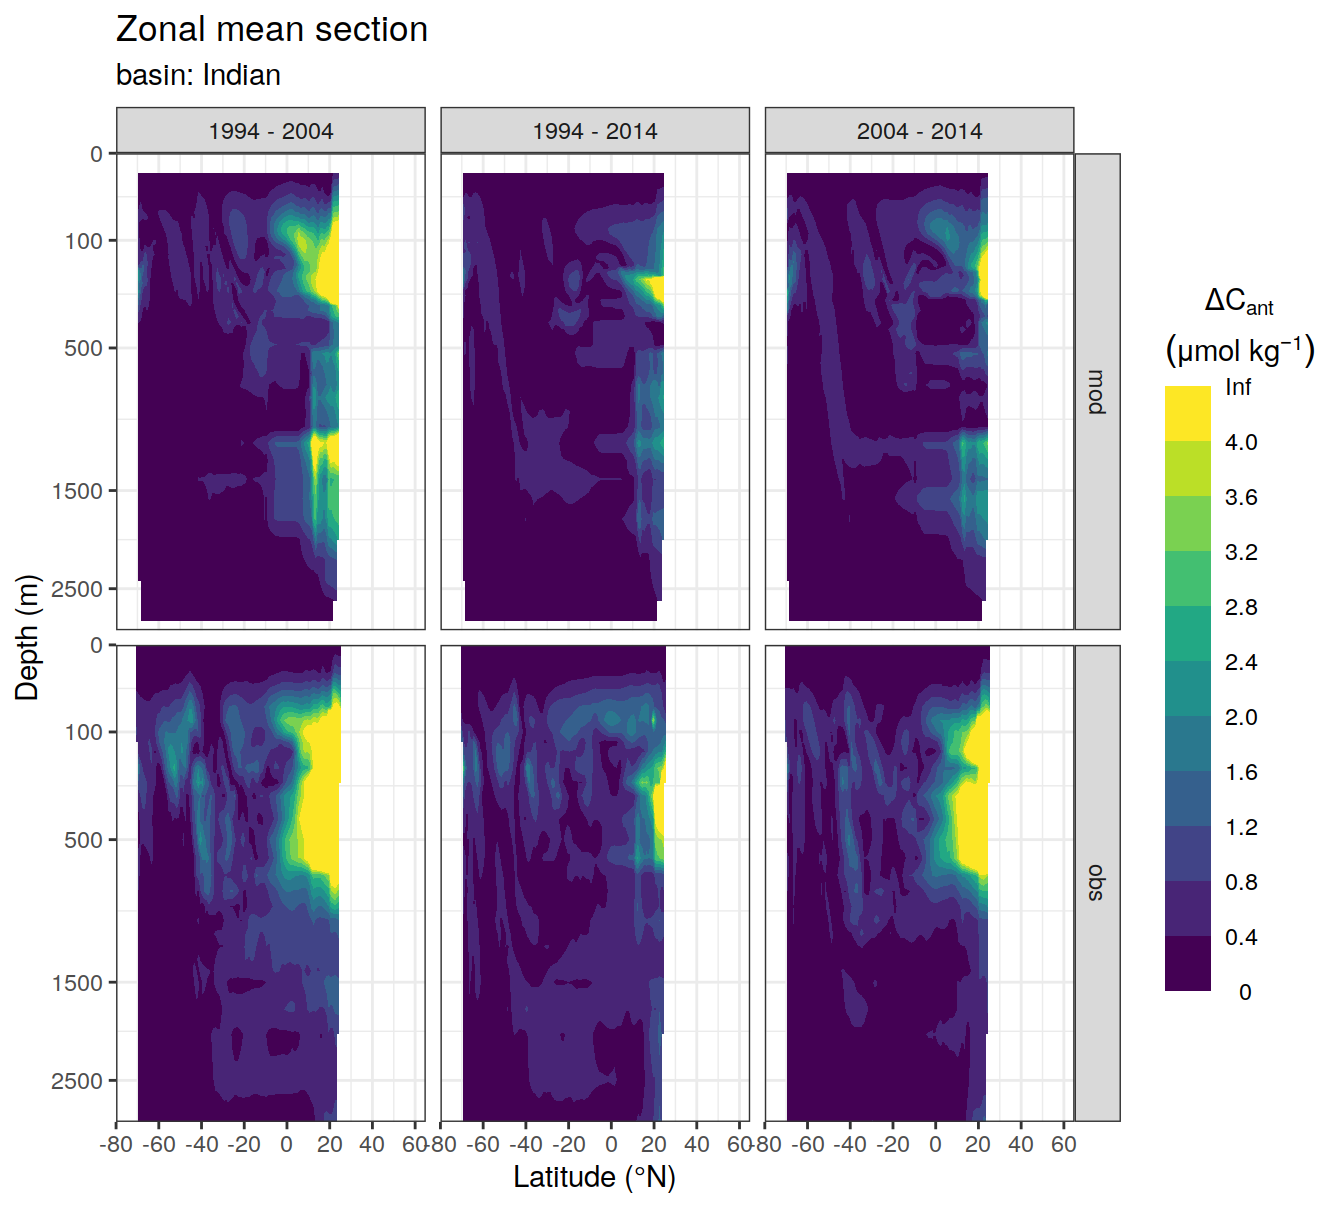 Zonal mean section
basin: Indian
1994 - 2004
1994 - 2014
2004 - 2014
0
100
500
1500
2500
mod
0
100
500
1500
2500
obs
Depth (m)
-80 -60 -40 -20 0 20 40 60
-80 -60 -40 -20 0 20 40 60
-80 -60 -40 -20 0 20 40 60
Latitude (°N)
ΔCant
(µmol kg⁻¹)
Inf
4.0
3.6
3.2
2.8
2.4
2.0
1.6
1.2
0.8
0.4
0